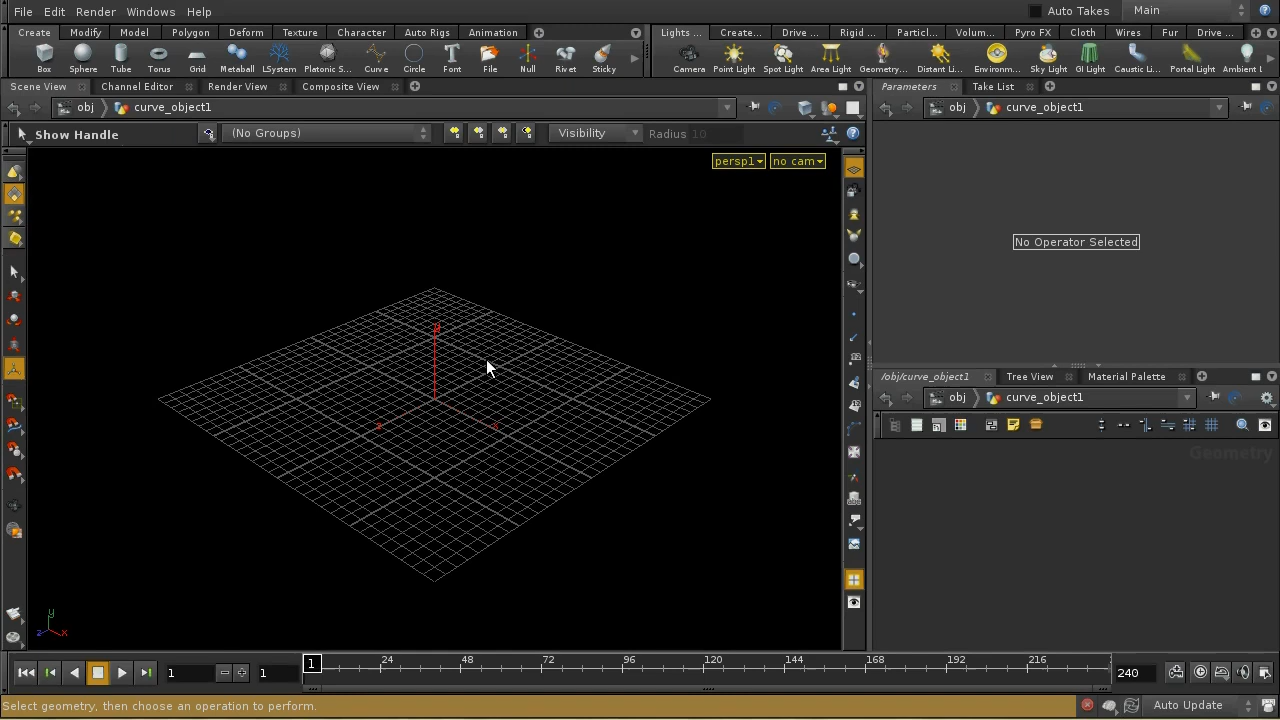 File Edit Render Windows Help Auto Takes Main
Create Modify Model Polygon Deform Texture Character Auto Rigs Animation Lights ... Create... Drive ... Rigid ... Particl... Volum... Pyro FX Cloth Wires Fur Drive ...
Box Sphere Tube Torus Grid Metaball LSystem Platonic S... Curve Circle Font File Null Rivet Sticky Camera Point Light Spot Light Area Light Geometry... Distant Li... Environm... Sky Light GI Light Caustic Li... Portal Light Ambient L
Scene View Channel Editor Render View Composite View Parameters Take List
obj curve_object1 obj curve_object1
Show Handle (No Groups) Visibility Radius 10
persp1 no cam
No Operator Selected
/obj/curve_object1 Tree View Material Palette
obj curve_object1
Geometry
y
z x
1 1 1 24 48 72 96 120 144 168 192 216 240
Select geometry, then choose an operation to perform. Auto Update